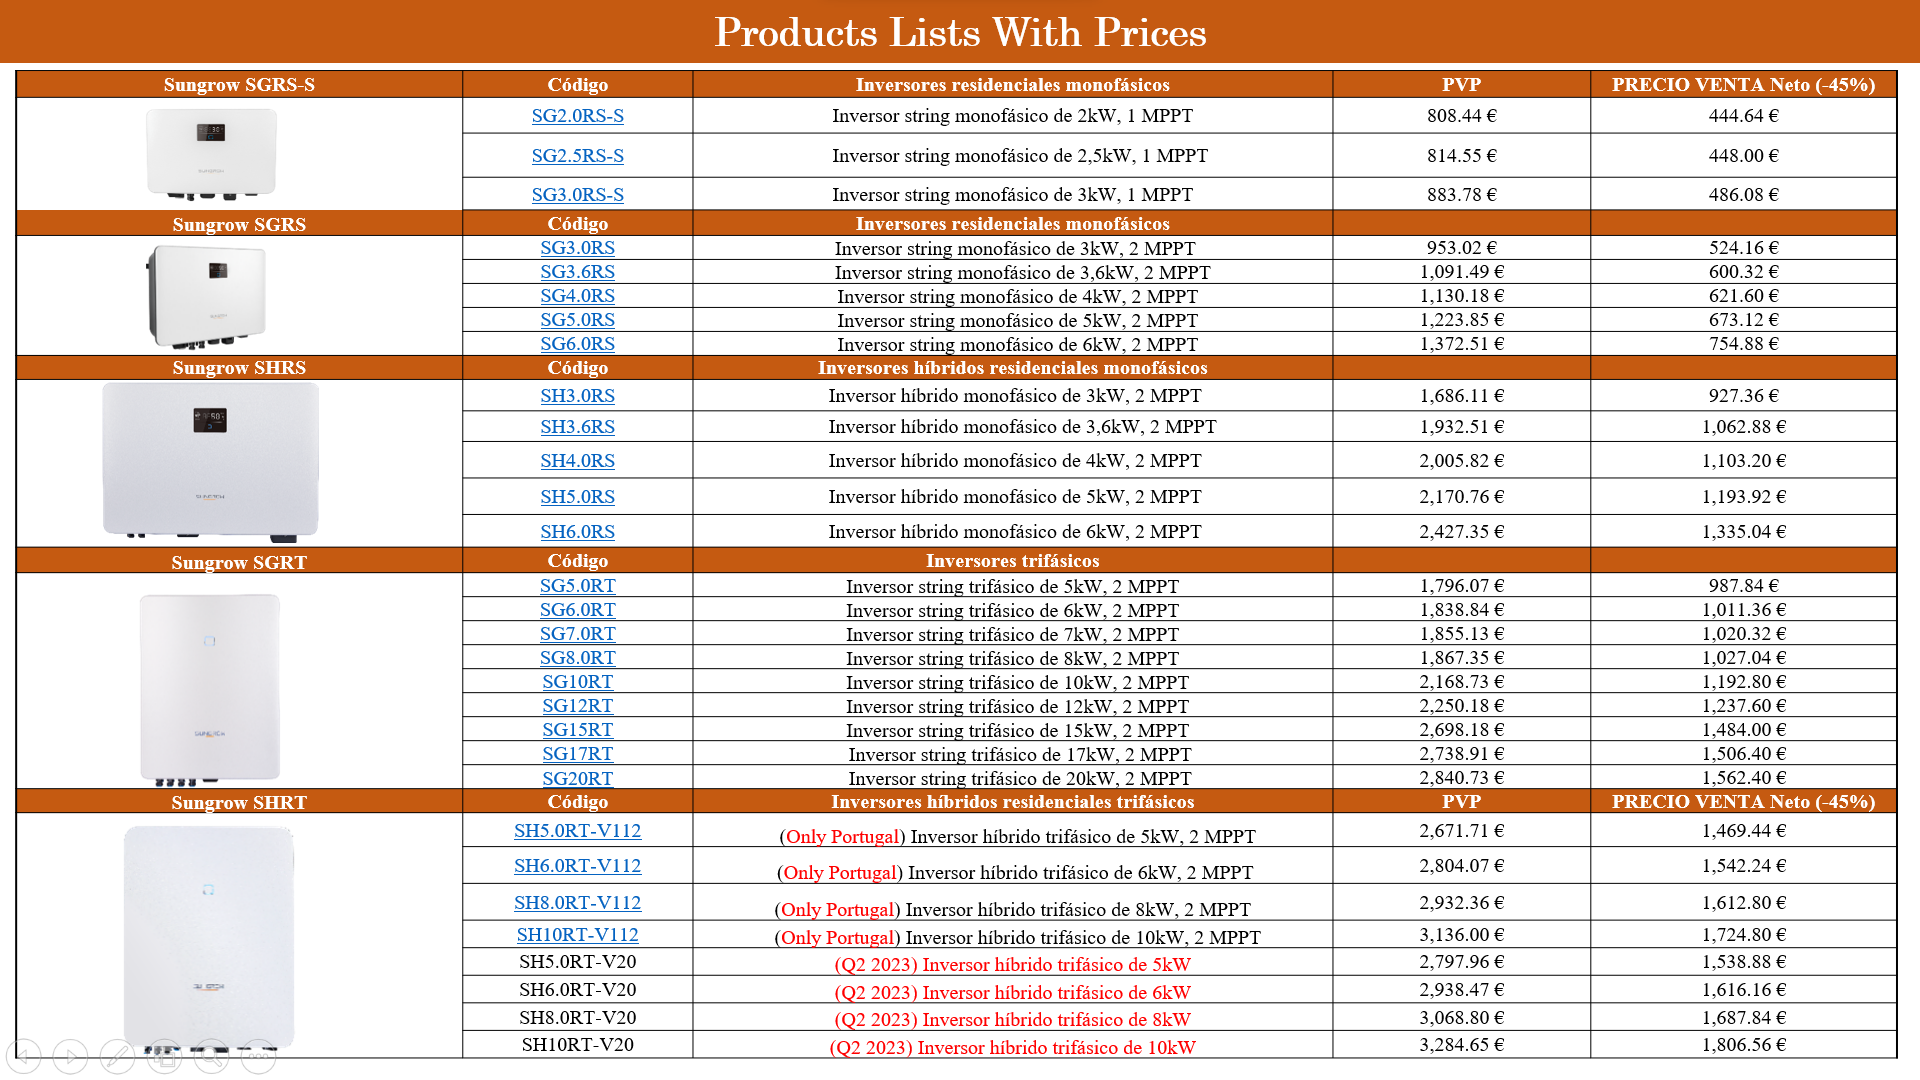 Products Lists With Prices
Sungrow SGRS-S Código Inversores residenciales monofásicos PVP PRECIO VENTA Neto (-45%)
SG2.0RS-S Inversor string monofásico de 2kW, 1 MPPT 808.44 € 444.64 €
SG2.5RS-S Inversor string monofásico de 2,5kW, 1 MPPT 814.55 € 448.00 €
SG3.0RS-S Inversor string monofásico de 3kW, 1 MPPT 883.78 € 486.08 €
Sungrow SGRS Código Inversores residenciales monofásicos
SG3.0RS Inversor string monofásico de 3kW, 2 MPPT 953.02 € 524.16 €
SG3.6RS Inversor string monofásico de 3,6kW, 2 MPPT 1,091.49 € 600.32 €
SG4.0RS Inversor string monofásico de 4kW, 2 MPPT 1,130.18 € 621.60 €
SG5.0RS Inversor string monofásico de 5kW, 2 MPPT 1,223.85 € 673.12 €
SG6.0RS Inversor string monofásico de 6kW, 2 MPPT 1,372.51 € 754.88 €
Sungrow SHRS Código Inversores híbridos residenciales monofásicos
SH3.0RS Inversor híbrido monofásico de 3kW, 2 MPPT 1,686.11 € 927.36 €
SH3.6RS Inversor híbrido monofásico de 3,6kW, 2 MPPT 1,932.51 € 1,062.88 €
SH4.0RS Inversor híbrido monofásico de 4kW, 2 MPPT 2,005.82 € 1,103.20 €
SH5.0RS Inversor híbrido monofásico de 5kW, 2 MPPT 2,170.76 € 1,193.92 €
SH6.0RS Inversor híbrido monofásico de 6kW, 2 MPPT 2,427.35 € 1,335.04 €
Sungrow SGRT Código Inversores trifásicos
SG5.0RT Inversor string trifásico de 5kW, 2 MPPT 1,796.07 € 987.84 €
SG6.0RT Inversor string trifásico de 6kW, 2 MPPT 1,838.84 € 1,011.36 €
SG7.0RT Inversor string trifásico de 7kW, 2 MPPT 1,855.13 € 1,020.32 €
SG8.0RT Inversor string trifásico de 8kW, 2 MPPT 1,867.35 € 1,027.04 €
SG10RT Inversor string trifásico de 10kW, 2 MPPT 2,168.73 € 1,192.80 €
SG12RT Inversor string trifásico de 12kW, 2 MPPT 2,250.18 € 1,237.60 €
SG15RT Inversor string trifásico de 15kW, 2 MPPT 2,698.18 € 1,484.00 €
SG17RT Inversor string trifásico de 17kW, 2 MPPT 2,738.91 € 1,506.40 €
SG20RT Inversor string trifásico de 20kW, 2 MPPT 2,840.73 € 1,562.40 €
Sungrow SHRT Código Inversores híbridos residenciales trifásicos PVP PRECIO VENTA Neto (-45%)
SH5.0RT-V112 (Only Portugal) Inversor híbrido trifásico de 5kW, 2 MPPT 2,671.71 € 1,469.44 €
SH6.0RT-V112 (Only Portugal) Inversor híbrido trifásico de 6kW, 2 MPPT 2,804.07 € 1,542.24 €
SH8.0RT-V112 (Only Portugal) Inversor híbrido trifásico de 8kW, 2 MPPT 2,932.36 € 1,612.80 €
SH10RT-V112 (Only Portugal) Inversor híbrido trifásico de 10kW, 2 MPPT 3,136.00 € 1,724.80 €
SH5.0RT-V20 (Q2 2023) Inversor híbrido trifásico de 5kW 2,797.96 € 1,538.88 €
SH6.0RT-V20 (Q2 2023) Inversor híbrido trifásico de 6kW 2,938.47 € 1,616.16 €
SH8.0RT-V20 (Q2 2023) Inversor híbrido trifásico de 8kW 3,068.80 € 1,687.84 €
SH10RT-V20 (Q2 2023) Inversor híbrido trifásico de 10kW 3,284.65 € 1,806.56 €